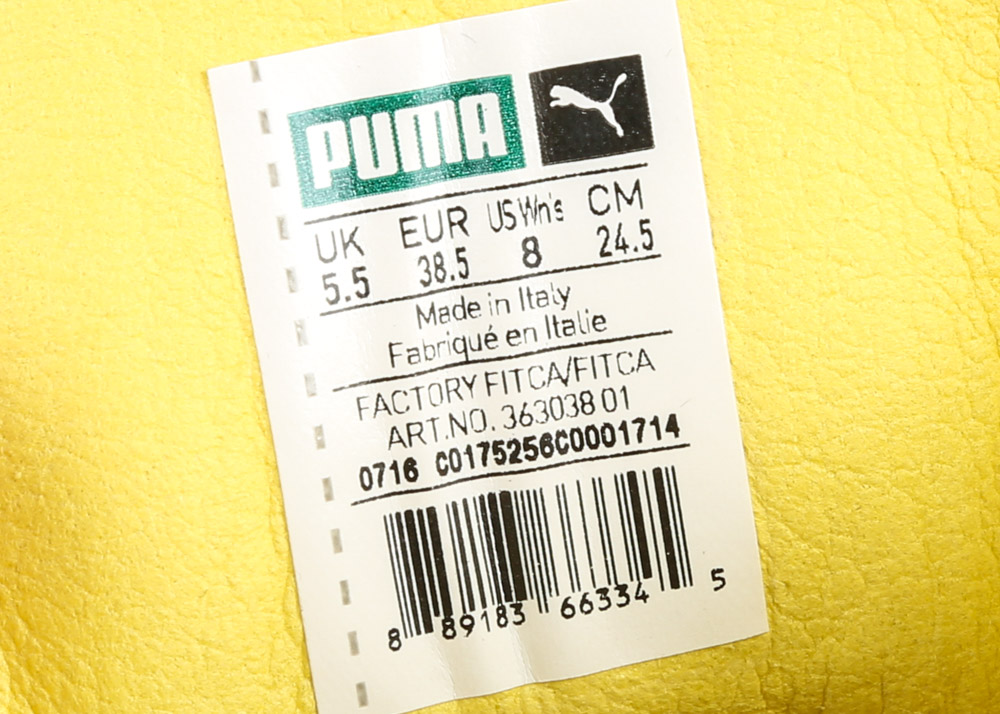 PUMA
UK EUR US Wn's CM
5.5 38.5 8 24.5
Made in Italy
Fabriqué en Italie
FACTORY FITCA/FITCA
ART.NO. 363038 01
0716 C0175256C0001714
8 89183 66334 5